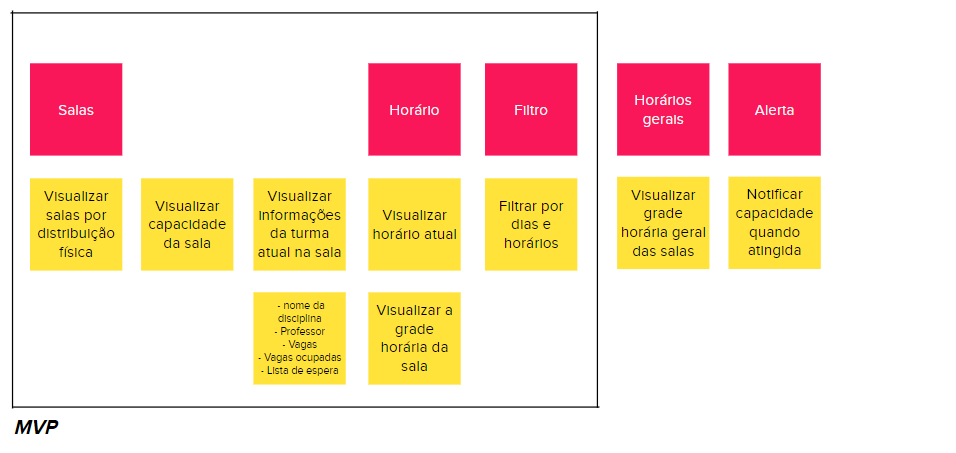 Salas
Horário
Filtro
Horários
gerais
Alerta
Visualizar
salas por
distribuição
física
Visualizar
capacidade
da sala
Visualizar
informações
da turma
atual na sala
Visualizar
horário atual
Filtrar por
dias e
horários
Visualizar
grade
horária geral
das salas
Notificar
capacidade
quando
atingida
- nome da
disciplina
- Professor
- Vagas
- Vagas ocupadas
- Lista de espera
Visualizar a
grade
horária da
sala
MVP